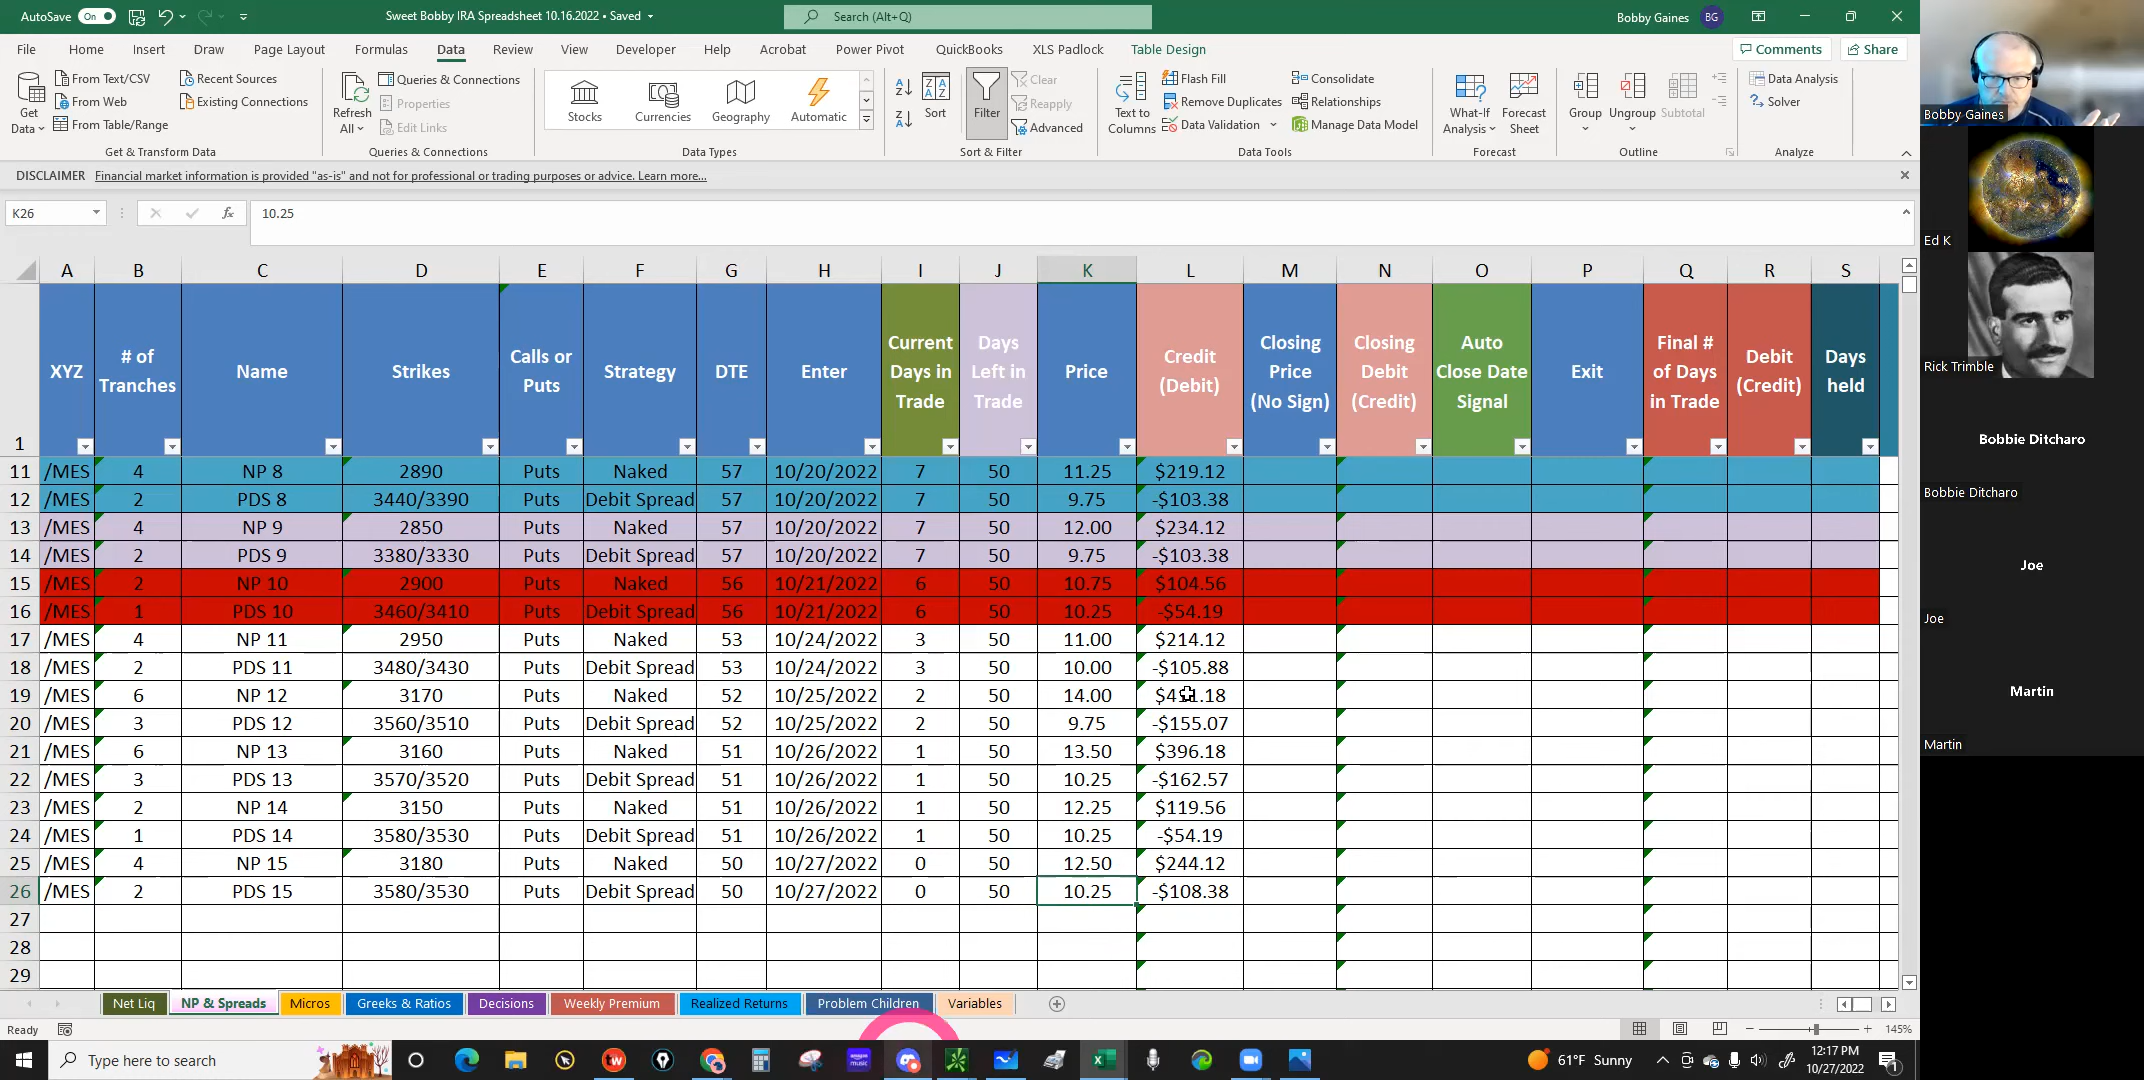 AutoSave On Sweet Bobby IRA Spreadsheet 10.16.2022 • Saved Search (Alt+Q) Bobby Gaines BG
File Home Insert Draw Page Layout Formulas Data Review View Developer Help Acrobat Power Pivot QuickBooks XLS Padlock Table Design Comments Share
Get Data From Text/CSV From Web From Table/Range Recent Sources Existing Connections
Get & Transform Data
Refresh All Queries & Connections Properties Edit Links
Queries & Connections
Stocks Currencies Geography Automatic
Data Types
Sort Filter Clear Reapply Advanced
Sort & Filter
Text to Columns Flash Fill Remove Duplicates Data Validation Consolidate Relationships Manage Data Model
Data Tools
What-If Analysis Forecast Sheet
Forecast
Group Ungroup Subtotal
Outline
Data Analysis Solver
Analyze
DISCLAIMER Financial market information is provided "as-is" and not for professional or trading purposes or advice. Learn more...
K26 fx 10.25
A B C D E F G H I J K L M N O P Q R S
1 XYZ # of Tranches Name Strikes Calls or Puts Strategy DTE Enter Current Days in Trade Days Left in Trade Price Credit (Debit) Closing Price (No Sign) Closing Debit (Credit) Auto Close Date Signal Exit Final # of Days in Trade Debit (Credit) Days held
11 /MES 4 NP 8 2890 Puts Naked 57 10/20/2022 7 50 11.25 $219.12
12 /MES 2 PDS 8 3440/3390 Puts Debit Spread 57 10/20/2022 7 50 9.75 -$103.38
13 /MES 4 NP 9 2850 Puts Naked 57 10/20/2022 7 50 12.00 $234.12
14 /MES 2 PDS 9 3380/3330 Puts Debit Spread 57 10/20/2022 7 50 9.75 -$103.38
15 /MES 2 NP 10 2900 Puts Naked 56 10/21/2022 6 50 10.75 $104.56
16 /MES 1 PDS 10 3460/3410 Puts Debit Spread 56 10/21/2022 6 50 10.25 -$54.19
17 /MES 4 NP 11 2950 Puts Naked 53 10/24/2022 3 50 11.00 $214.12
18 /MES 2 PDS 11 3480/3430 Puts Debit Spread 53 10/24/2022 3 50 10.00 -$105.88
19 /MES 6 NP 12 3170 Puts Naked 52 10/25/2022 2 50 14.00
20 /MES 3 PDS 12 3560/3510 Puts Debit Spread 52 10/25/2022 2 50 9.75 -$155.07
21 /MES 6 NP 13 3160 Puts Naked 51 10/26/2022 1 50 13.50 $396.18
22 /MES 3 PDS 13 3570/3520 Puts Debit Spread 51 10/26/2022 1 50 10.25 -$162.57
23 /MES 2 NP 14 3150 Puts Naked 51 10/26/2022 1 50 12.25 $119.56
24 /MES 1 PDS 14 3580/3530 Puts Debit Spread 51 10/26/2022 1 50 10.25 -$54.19
25 /MES 4 NP 15 3180 Puts Naked 50 10/27/2022 0 50 12.50 $244.12
26 /MES 2 PDS 15 3580/3530 Puts Debit Spread 50 10/27/2022 0 50 10.25 -$108.38
27
28
29
Net Liq NP & Spreads Micros Greeks & Ratios Decisions Weekly Premium Realized Returns Problem Children Variables
Ready 145%
Type here to search 61°F Sunny 12:17 PM
10/27/2022
Bobby Gaines
Ed K
Rick Trimble
Bobbie Ditcharo
Bobbie Ditcharo
Joe
Joe
Martin
Martin